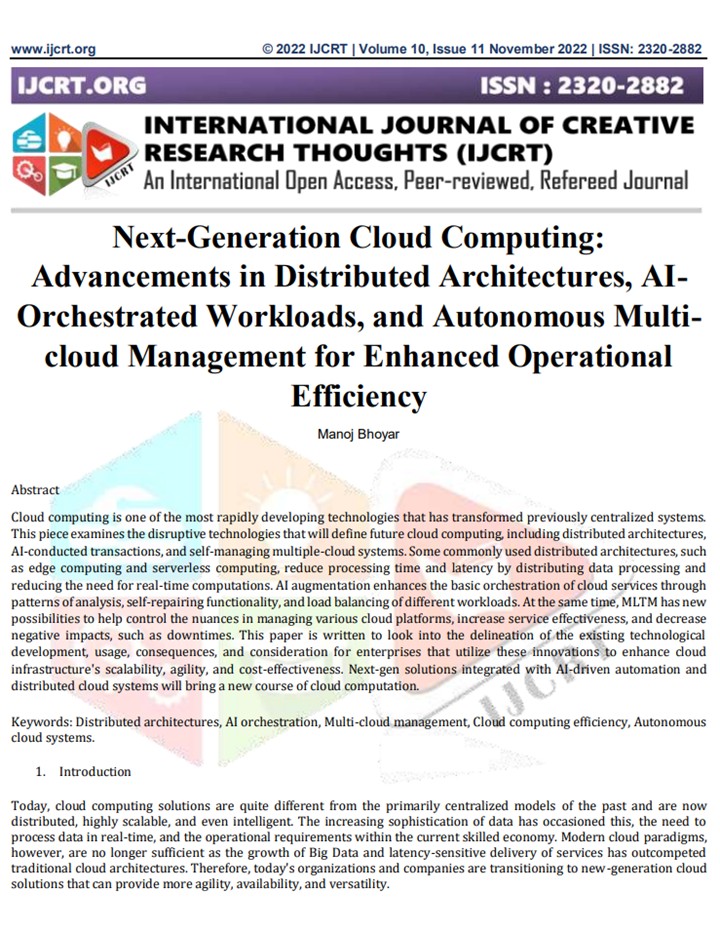 www.ijcrt.org © 2022 IJCRT | Volume 10, Issue 11 November 2022 | ISSN: 2320-2882
IJCRT.ORG ISSN : 2320-2882
IJCRT
INTERNATIONAL JOURNAL OF CREATIVE
RESEARCH THOUGHTS (IJCRT)
An International Open Access, Peer-reviewed, Refereed Journal
Next-Generation Cloud Computing:
Advancements in Distributed Architectures, AI-
Orchestrated Workloads, and Autonomous Multi-
cloud Management for Enhanced Operational
Efficiency
Manoj Bhoyar
Abstract
Cloud computing is one of the most rapidly developing technologies that has transformed previously centralized systems.
This piece examines the disruptive technologies that will define future cloud computing, including distributed architectures,
AI-conducted transactions, and self-managing multiple-cloud systems. Some commonly used distributed architectures, such
as edge computing and serverless computing, reduce processing time and latency by distributing data processing and
reducing the need for real-time computations. AI augmentation enhances the basic orchestration of cloud services through
patterns of analysis, self-repairing functionality, and load balancing of different workloads. At the same time, MLTM has new
possibilities to help control the nuances in managing various cloud platforms, increase service effectiveness, and decrease
negative impacts, such as downtimes. This paper is written to look into the delineation of the existing technological
development, usage, consequences, and consideration for enterprises that utilize these innovations to enhance cloud
infrastructure's scalability, agility, and cost-effectiveness. Next-gen solutions integrated with AI-driven automation and
distributed cloud systems will bring a new course of cloud computation.
IJCRT
Keywords: Distributed architectures, AI orchestration, Multi-cloud management, Cloud computing efficiency, Autonomous
cloud systems.
1. Introduction
Today, cloud computing solutions are quite different from the primarily centralized models of the past and are now
distributed, highly scalable, and even intelligent. The increasing sophistication of data has occasioned this, the need to
process data in real-time, and the operational requirements within the current skilled economy. Modern cloud paradigms,
however, are no longer sufficient as the growth of Big Data and latency-sensitive delivery of services has outcompeted
traditional cloud architectures. Therefore, today's organizations and companies are transitioning to new-generation cloud
solutions that can provide more agility, availability, and versatility.